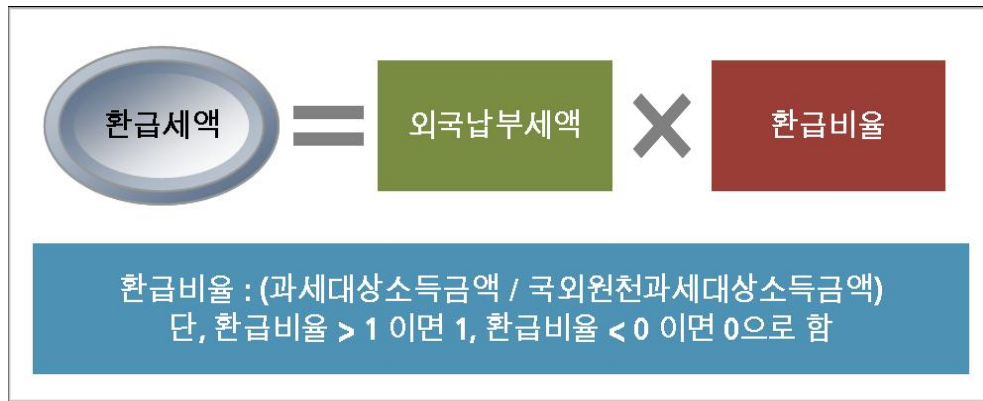 환급세액 = 외국납부세액 × 환급비율
환급비율 : (과세대상소득금액 / 국외원천과세대상소득금액)
단, 환급비율 > 1 이면 1, 환급비율 < 0 이면 0으로 함